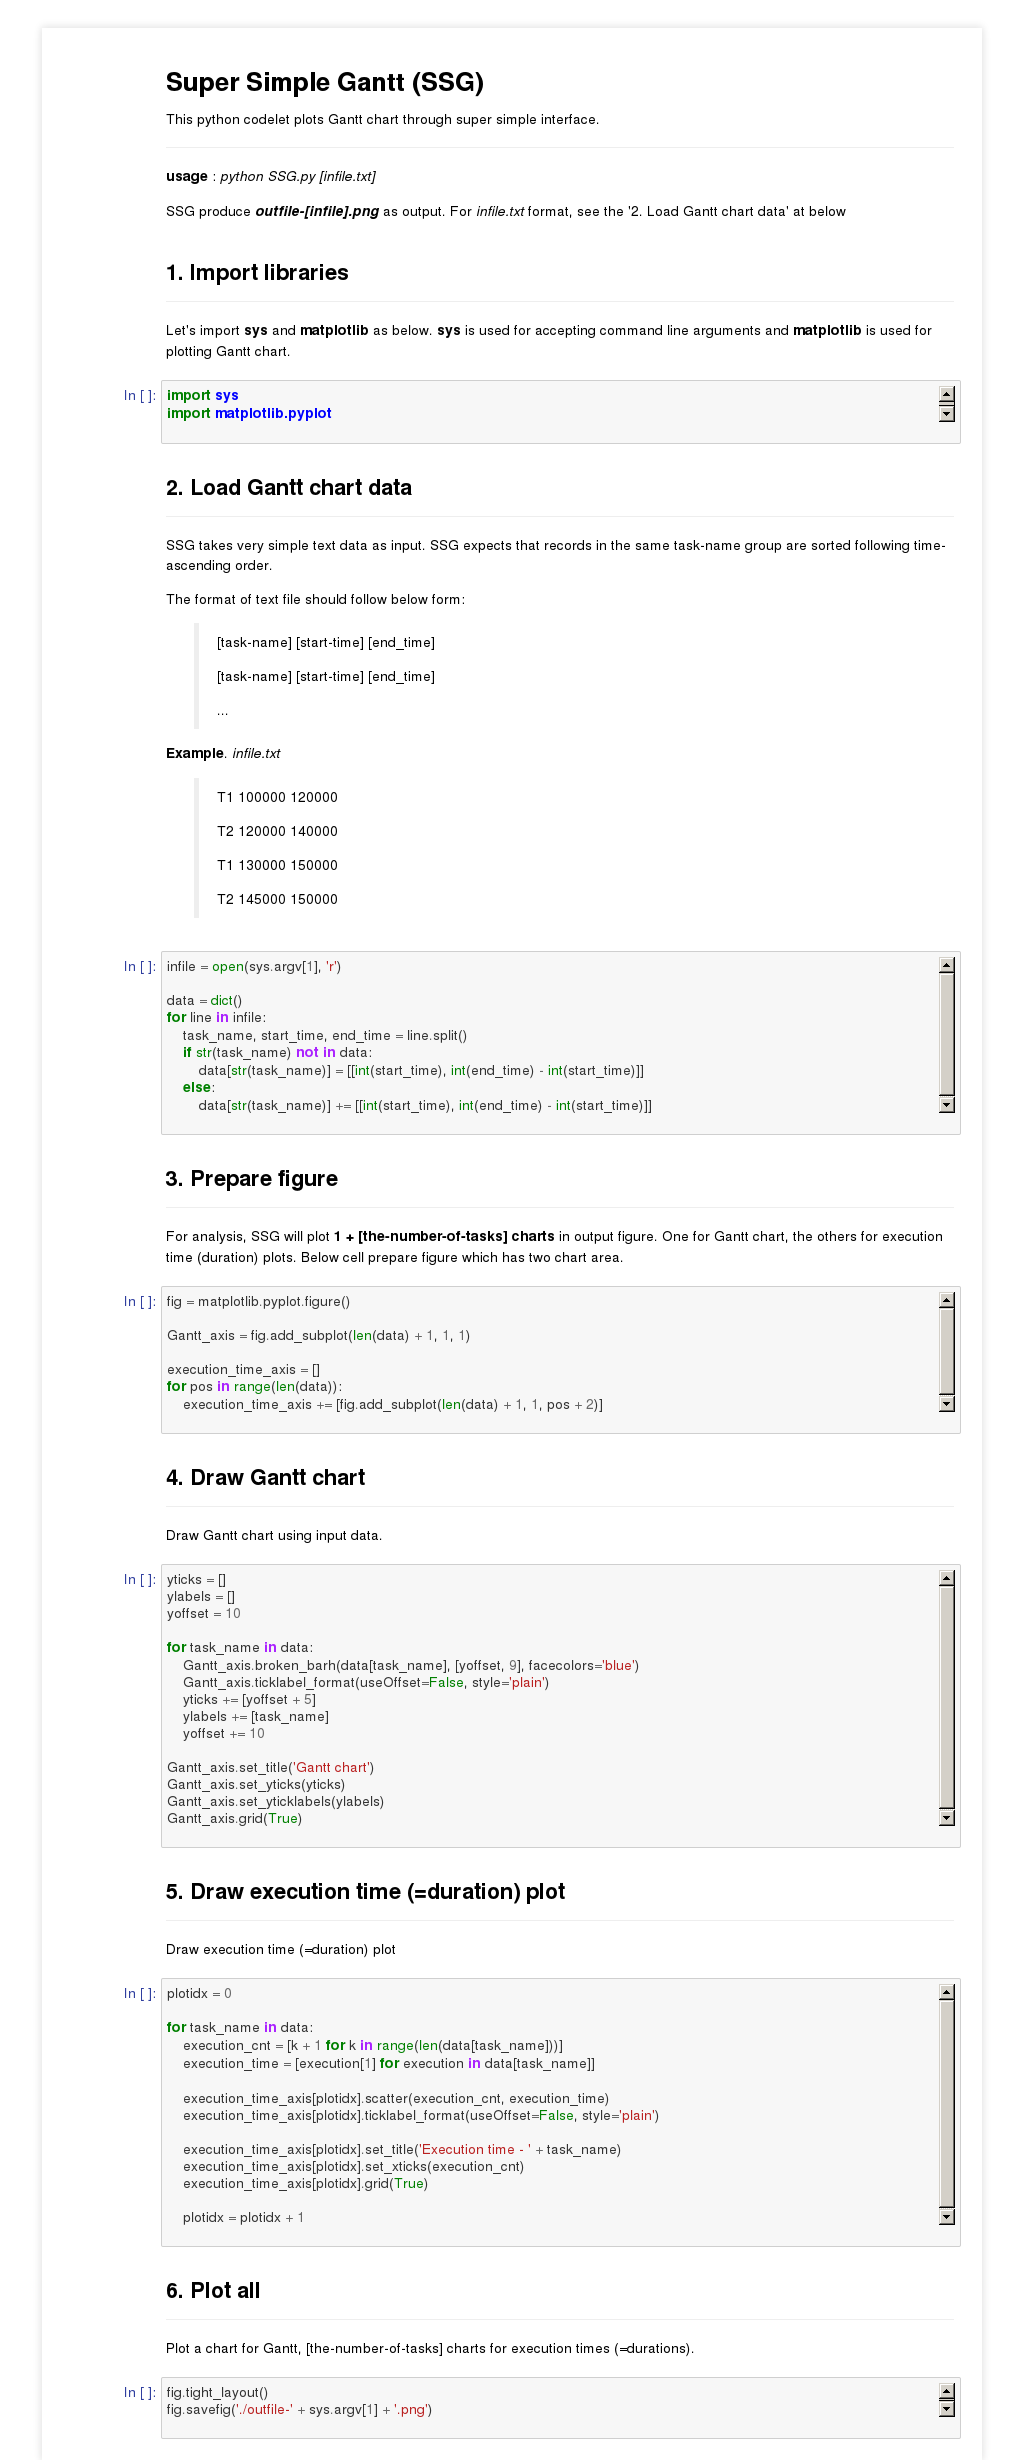 Super Simple Gantt (SSG)
This python codelet plots Gantt chart through super simple interface.
usage : python SSG.py [infile.txt]
SSG produce outfile-[infile].png as output. For infile.txt format, see the '2. Load Gantt chart data' at below
1. Import libraries
Let's import sys and matplotlib as below. sys is used for accepting command line arguments and matplotlib is used for
plotting Gantt chart.
In [ ]: import sys
import matplotlib.pyplot
2. Load Gantt chart data
SSG takes very simple text data as input. SSG expects that records in the same task-name group are sorted following time-
ascending order.
The format of text file should follow below form:
[task-name] [start-time] [end_time]
[task-name] [start-time] [end_time]
...
Example. infile.txt
T1 100000 120000
T2 120000 140000
T1 130000 150000
T2 145000 150000
In [ ]: infile = open(sys.argv[1], 'r')
data = dict()
for line in infile:
    task_name, start_time, end_time = line.split()
    if str(task_name) not in data:
        data[str(task_name)] = [[int(start_time), int(end_time) - int(start_time)]]
    else:
        data[str(task_name)] += [[int(start_time), int(end_time) - int(start_time)]]
3. Prepare figure
For analysis, SSG will plot 1 + [the-number-of-tasks] charts in output figure. One for Gantt chart, the others for execution
time (duration) plots. Below cell prepare figure which has two chart area.
In [ ]: fig = matplotlib.pyplot.figure()
Gantt_axis = fig.add_subplot(len(data) + 1, 1, 1)
execution_time_axis = []
for pos in range(len(data)):
    execution_time_axis += [fig.add_subplot(len(data) + 1, 1, pos + 2)]
4. Draw Gantt chart
Draw Gantt chart using input data.
In [ ]: yticks = []
ylabels = []
yoffset = 10
for task_name in data:
    Gantt_axis.broken_barh(data[task_name], [yoffset, 9], facecolors='blue')
    Gantt_axis.ticklabel_format(useOffset=False, style='plain')
    yticks += [yoffset + 5]
    ylabels += [task_name]
    yoffset += 10
Gantt_axis.set_title('Gantt chart')
Gantt_axis.set_yticks(yticks)
Gantt_axis.set_yticklabels(ylabels)
Gantt_axis.grid(True)
5. Draw execution time (=duration) plot
Draw execution time (=duration) plot
In [ ]: plotidx = 0
for task_name in data:
    execution_cnt = [k + 1 for k in range(len(data[task_name]))]
    execution_time = [execution[1] for execution in data[task_name]]
    execution_time_axis[plotidx].scatter(execution_cnt, execution_time)
    execution_time_axis[plotidx].ticklabel_format(useOffset=False, style='plain')
    execution_time_axis[plotidx].set_title('Execution time - ' + task_name)
    execution_time_axis[plotidx].set_xticks(execution_cnt)
    execution_time_axis[plotidx].grid(True)
    plotidx = plotidx + 1
6. Plot all
Plot a chart for Gantt, [the-number-of-tasks] charts for execution times (=durations).
In [ ]: fig.tight_layout()
fig.savefig('./outfile-' + sys.argv[1] + '.png')